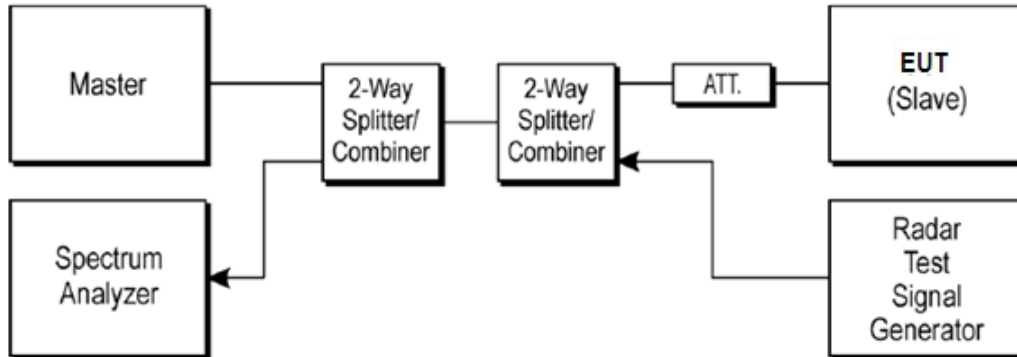 Master
2-Way
Splitter/
Combiner
2-Way
Splitter/
Combiner
ATT.
EUT
(Slave)
Spectrum
Analyzer
Radar
Test
Signal
Generator